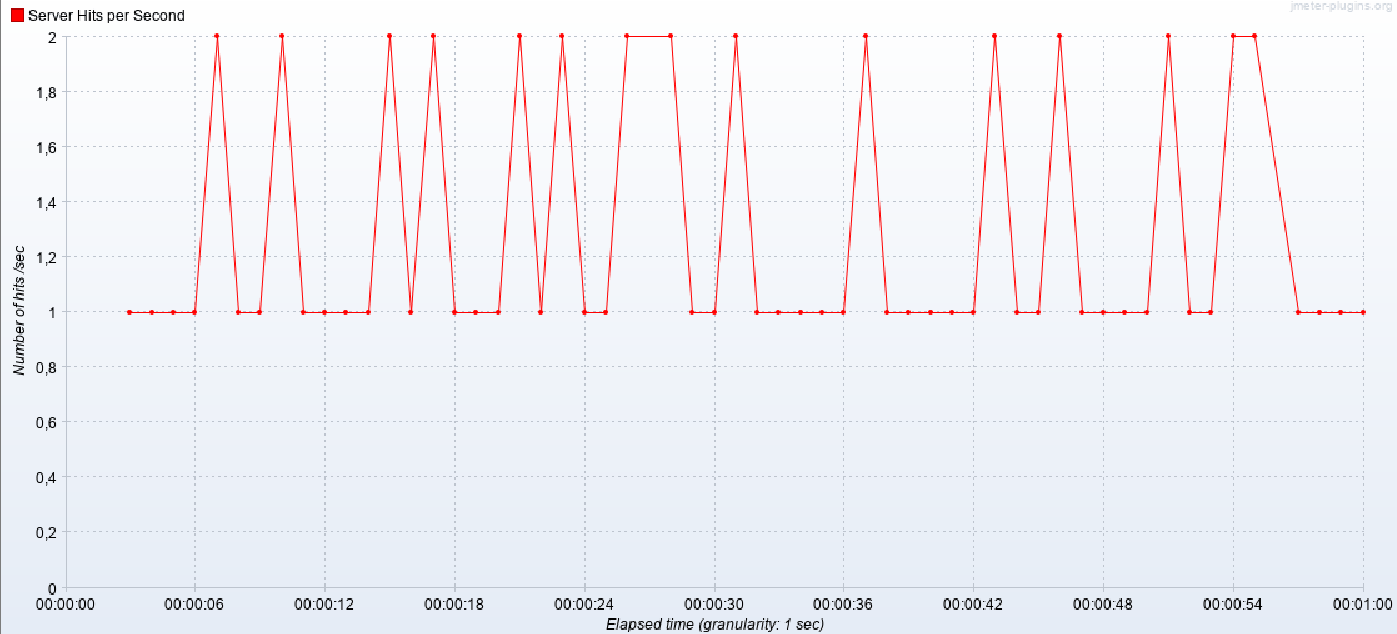 jmeter-plugins.org
Server Hits per Second
2
1,8
1,6
1,4
1,2
1
0,8
0,6
0,4
0,2
0
Number of hits /sec
00:00:00 00:00:06 00:00:12 00:00:18 00:00:24 00:00:30 00:00:36 00:00:42 00:00:48 00:00:54 00:01:00
Elapsed time (granularity: 1 sec)